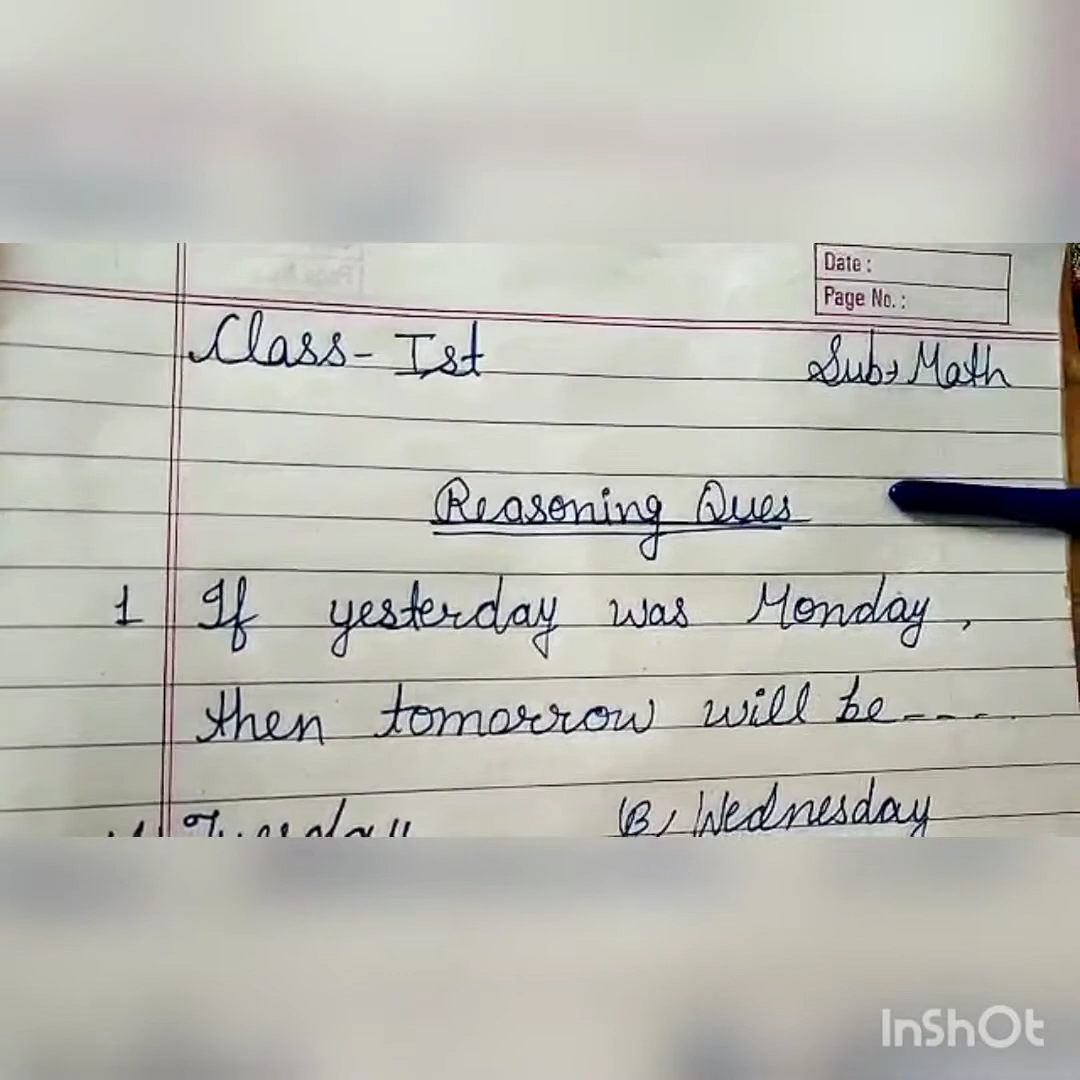 Date :
Page No. :
Class - Ist
Sub→ Math
Reasoning Ques
1 If yesterday was Monday,
then tomorrow will be ----.
Tuesday (B) Wednesday
InShOt